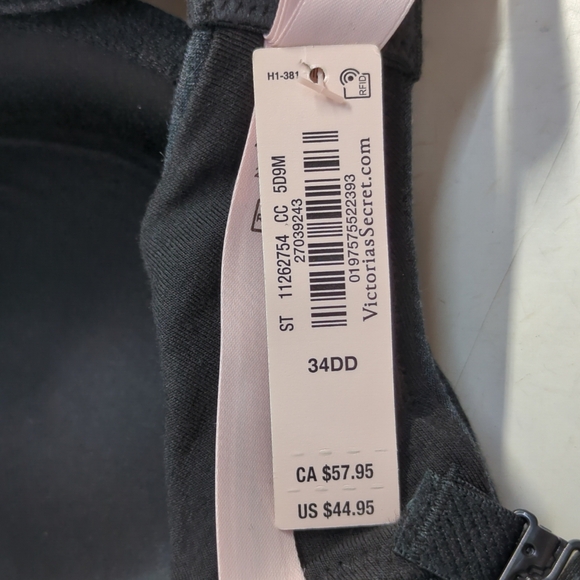 H1-381
RFID
ST 11262754 CC 5D9M
27039243
0197575522393
VictoriasSecret.com
34DD
CA $57.95
US $44.95